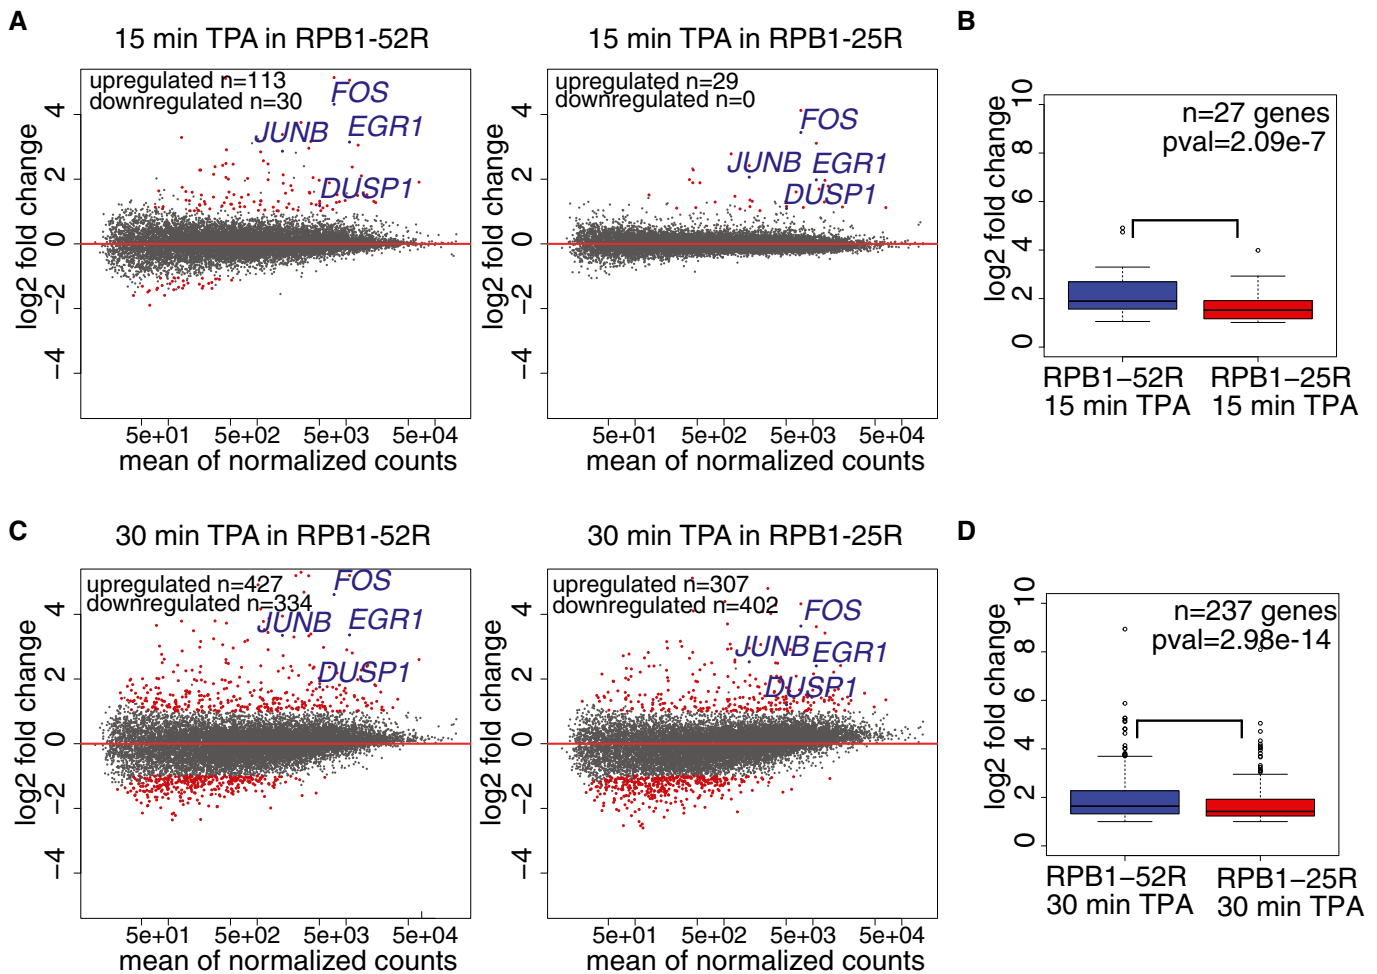 A
15 min TPA in RPB1-52R
upregulated n=113
downregulated n=30
FOS
JUNB
EGR1
DUSP1
log2 fold change
4
2
0
−2
−4
5e+01 5e+02 5e+03 5e+04
mean of normalized counts
15 min TPA in RPB1-25R
upregulated n=29
downregulated n=0
FOS
JUNB EGR1
DUSP1
log2 fold change
4
2
0
−2
−4
5e+01 5e+02 5e+03 5e+04
mean of normalized counts
B
n=27 genes
pval=2.09e-7
log2 fold change
10
8
6
4
2
0
RPB1−52R
15 min TPA
RPB1−25R
15 min TPA
C
30 min TPA in RPB1-52R
upregulated n=427
downregulated n=334
FOS
JUNB
EGR1
DUSP1
log2 fold change
4
2
0
−2
−4
5e+01 5e+02 5e+03 5e+04
mean of normalized counts
30 min TPA in RPB1-25R
upregulated n=307
downregulated n=402
FOS
JUNB
EGR1
DUSP1
log2 fold change
4
2
0
−2
−4
5e+01 5e+02 5e+03 5e+04
mean of normalized counts
D
n=237 genes
pval=2.98e-14
log2 fold change
10
8
6
4
2
0
RPB1−52R
30 min TPA
RPB1−25R
30 min TPA